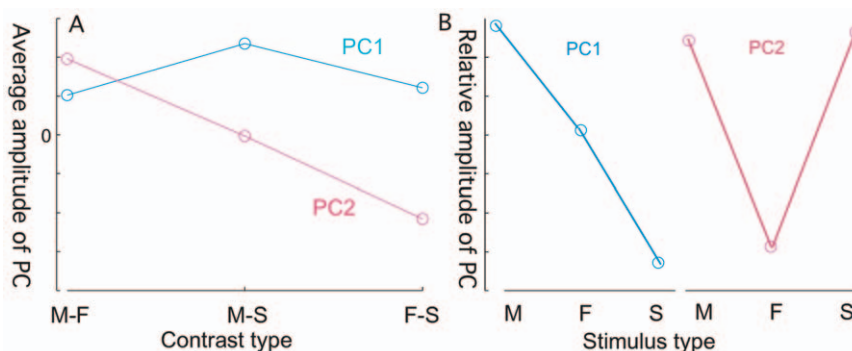 A
Average amplitude of PC
PC1
0
PC2
M-F
M-S
F-S
Contrast type
B
Relative amplitude of PC
PC1
PC2
M
F
S
M
F
S
Stimulus type